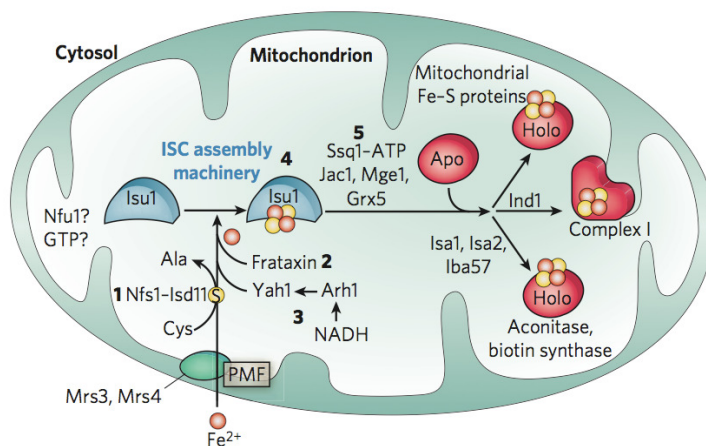 Cytosol
Mitochondrion
Mitochondrial
Fe–S proteins
Holo
5
Ssq1–ATP
Jac1, Mge1,
Grx5
ISC assembly
machinery
4
Apo
Isu1
Isu1
Nfu1?
GTP?
Ind1
Complex I
Ala
Frataxin 2
Isa1, Isa2,
Iba57
1 Nfs1–Isd11 S
Yah1
Arh1
Holo
3
Cys
NADH
Aconitase,
biotin synthase
PMF
Mrs3, Mrs4
Fe2+